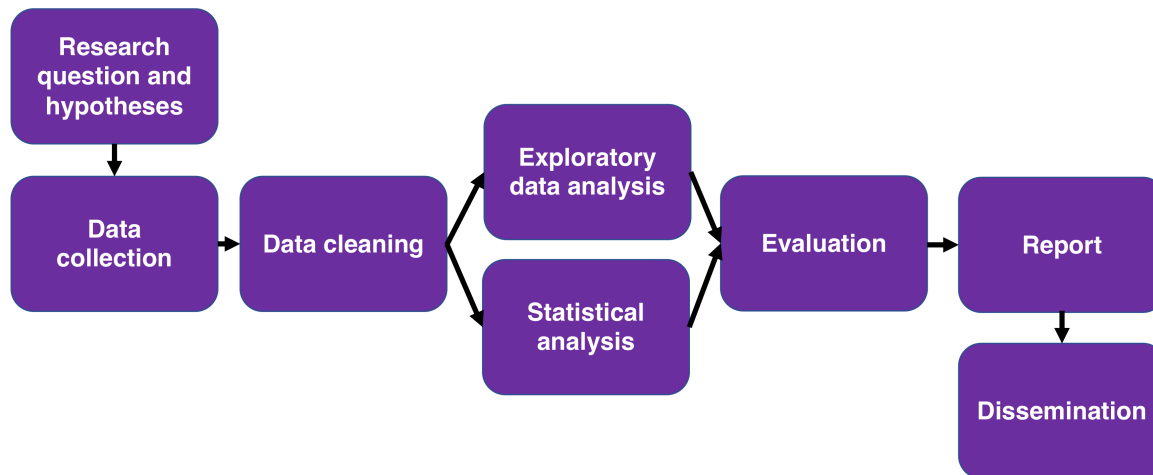 Research
question and
hypotheses
Data
collection
Data cleaning
Exploratory
data analysis
Statistical
analysis
Evaluation
Report
Dissemination